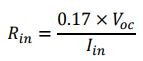 R_in = (0.17 × V_oc) / I_in